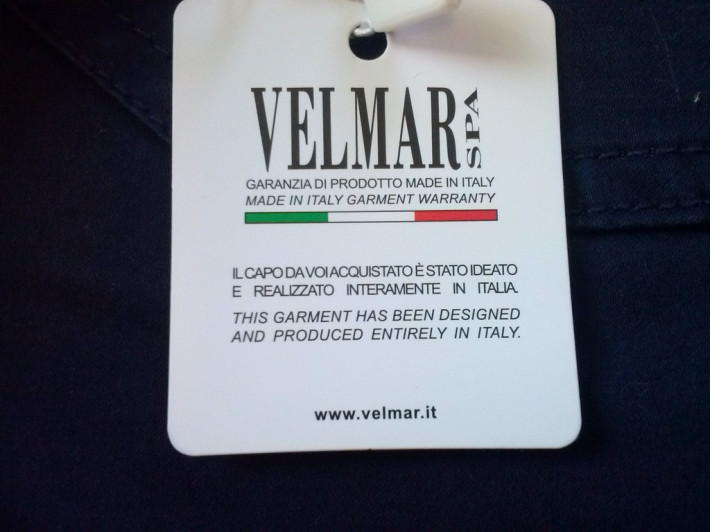 VELMAR SPA
GARANZIA DI PRODOTTO MADE IN ITALY
MADE IN ITALY GARMENT WARRANTY
IL CAPO DA VOI ACQUISTATO È STATO IDEATO
E REALIZZATO INTERAMENTE IN ITALIA.
THIS GARMENT HAS BEEN DESIGNED
AND PRODUCED ENTIRELY IN ITALY.
www.velmar.it